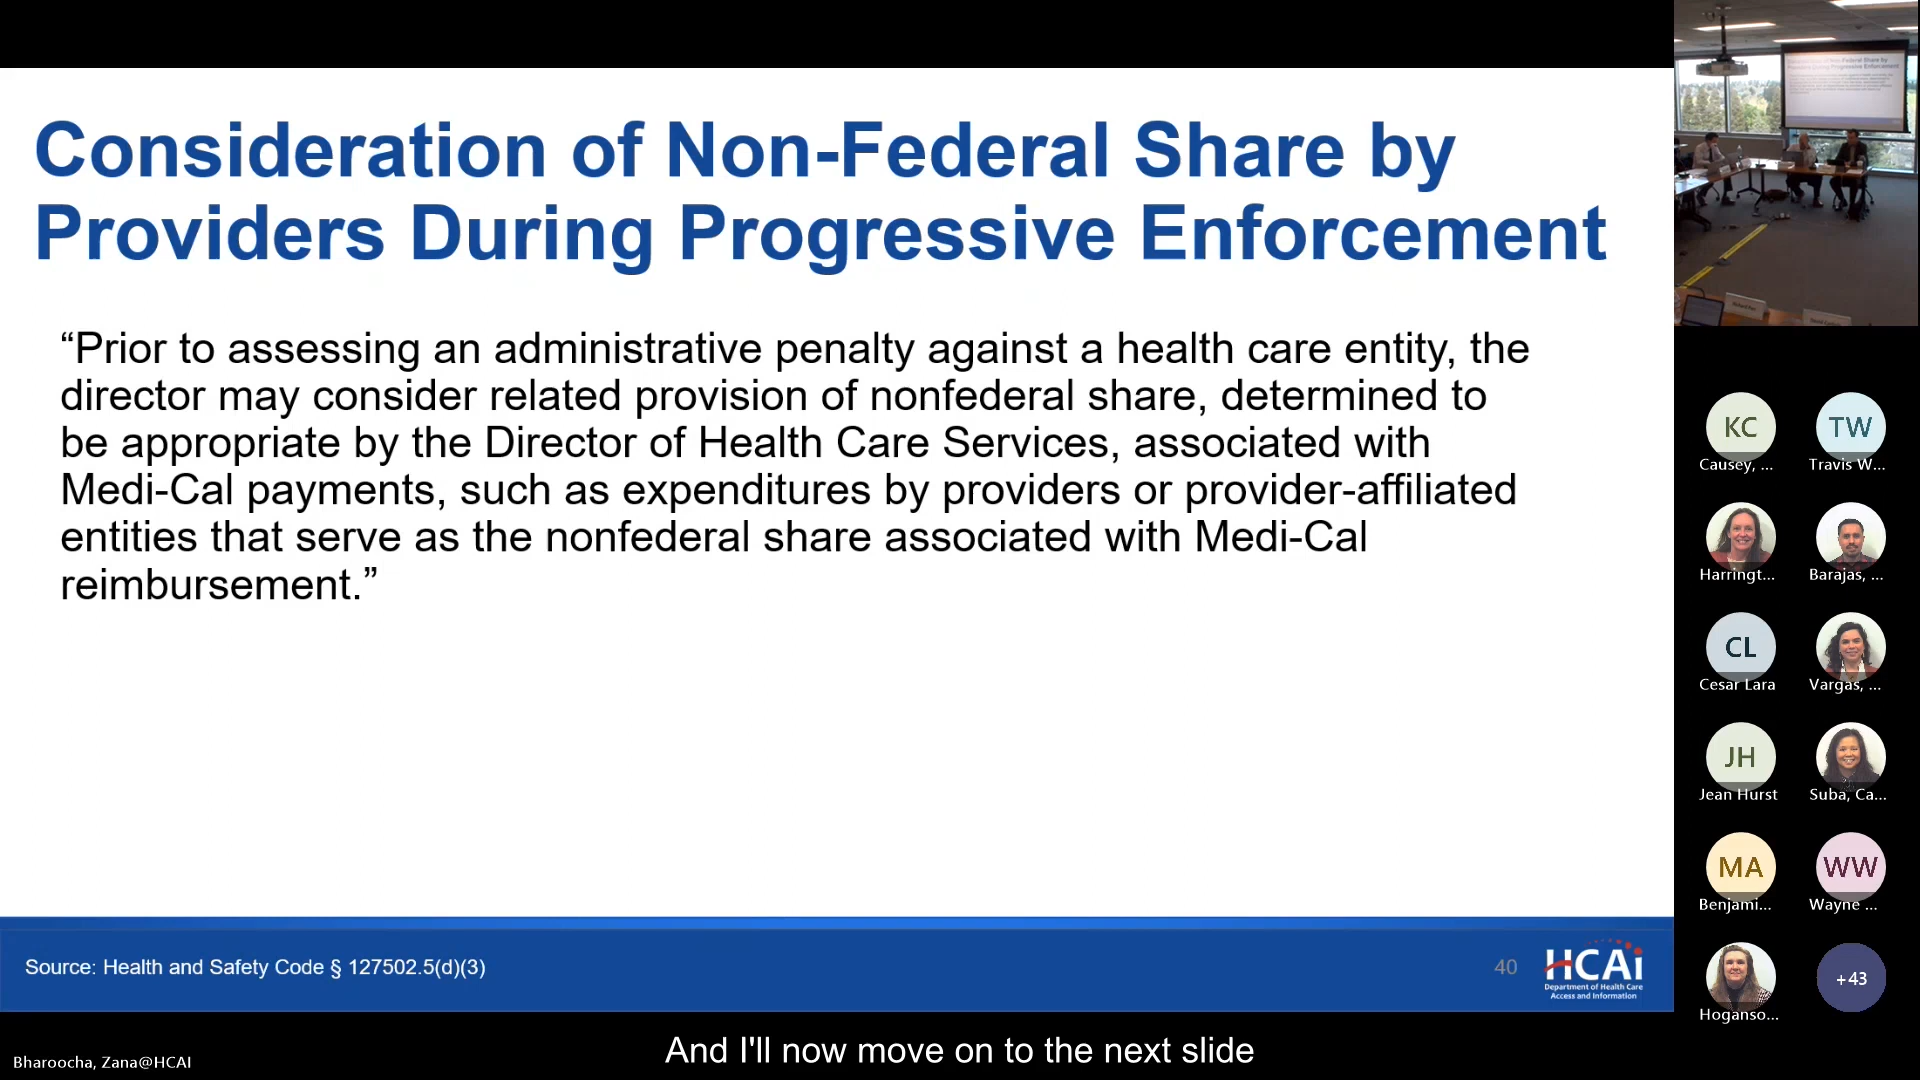 Consideration of Non-Federal Share by
Providers During Progressive Enforcement
“Prior to assessing an administrative penalty against a health care entity, the
director may consider related provision of nonfederal share, determined to
be appropriate by the Director of Health Care Services, associated with
Medi-Cal payments, such as expenditures by providers or provider-affiliated
entities that serve as the nonfederal share associated with Medi-Cal
reimbursement.”
Source: Health and Safety Code § 127502.5(d)(3)
40
HCAi
Department of Health Care
Access and Information
And I'll now move on to the next slide
Bharoocha, Zana@HCAI
KC
Causey, ...
TW
Travis W...
Harringt...
Barajas, ...
CL
Cesar Lara
Vargas, ...
JH
Jean Hurst
Suba, Ca...
MA
Benjami...
WW
Wayne ...
Hoganso...
+43